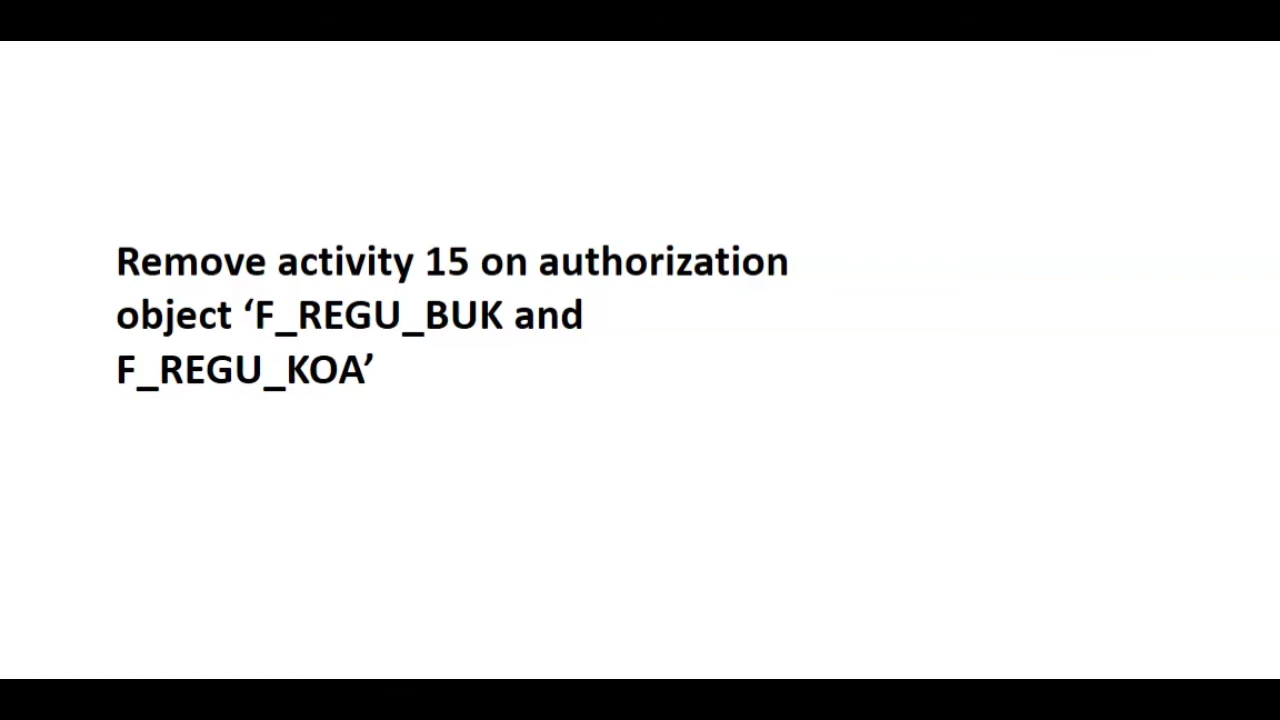 Remove activity 15 on authorization
object ‘F_REGU_BUK and
F_REGU_KOA’